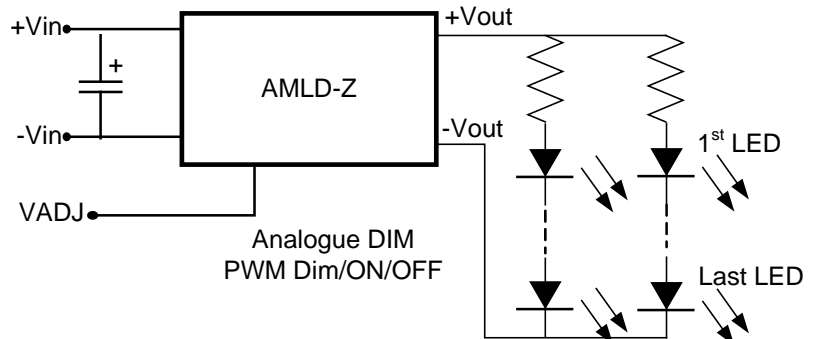 +Vin
+Vout
+
AMLD-Z
-Vin
-Vout
1st LED
VADJ
Analogue DIM
PWM Dim/ON/OFF
Last LED